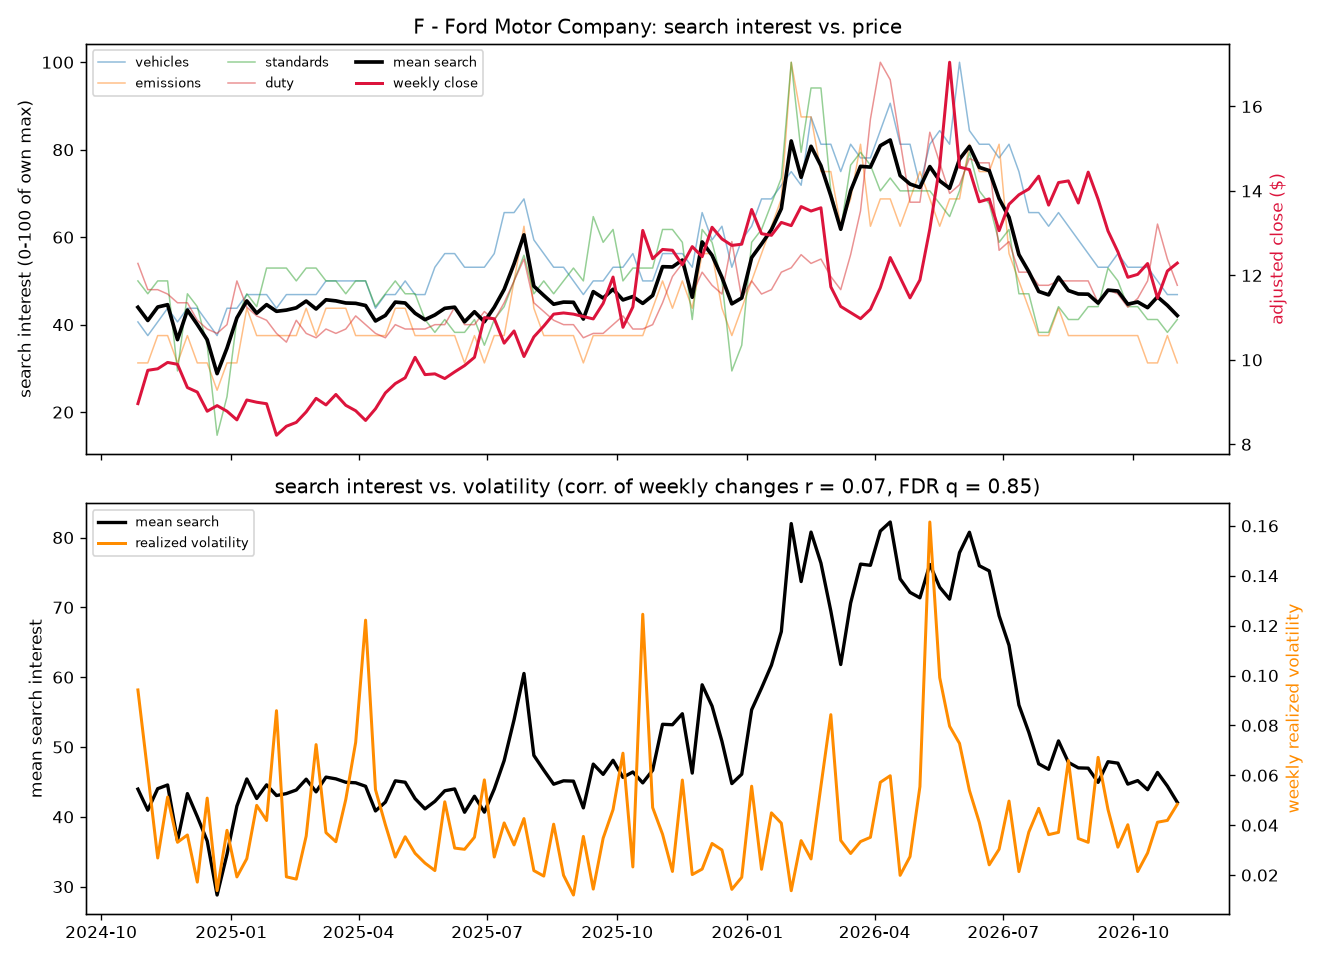 F - Ford Motor Company: search interest vs. price
vehicles
emissions
standards
duty
mean search
weekly close
search interest (0-100 of own max)
100
80
60
40
20
adjusted close ($)
16
14
12
10
8
search interest vs. volatility (corr. of weekly changes r = 0.07, FDR q = 0.85)
mean search
realized volatility
mean search interest
80
70
60
50
40
30
weekly realized volatility
0.16
0.14
0.12
0.10
0.08
0.06
0.04
0.02
2024-10
2025-01
2025-04
2025-07
2025-10
2026-01
2026-04
2026-07
2026-10